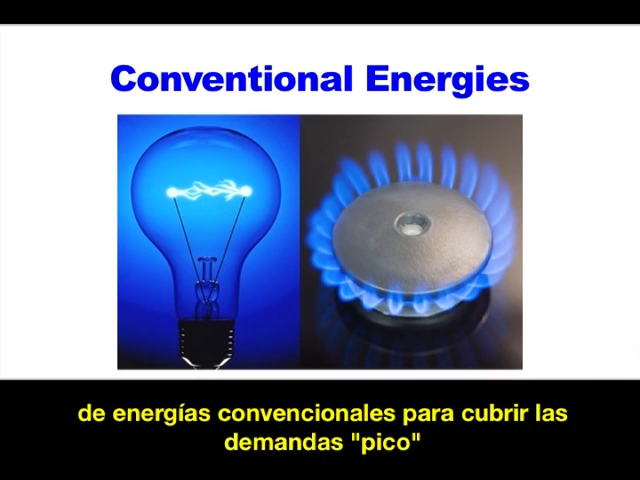 Conventional Energies
de energías convencionales para cubrir las
demandas "pico"